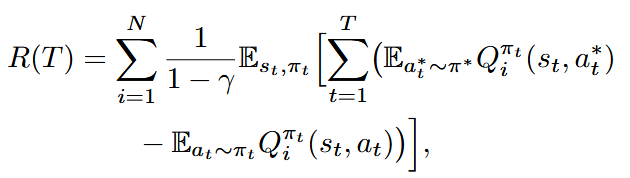 R(T) = \sum_{i=1}^{N} \frac{1}{1-\gamma} \mathbb{E}_{s_t, \pi_t} \Big[ \sum_{t=1}^{T} \big( \mathbb{E}_{a_t^* \sim \pi^*} Q_i^{\pi_t}(s_t, a_t^*)
- \mathbb{E}_{a_t \sim \pi_t} Q_i^{\pi_t}(s_t, a_t) \big) \Big],